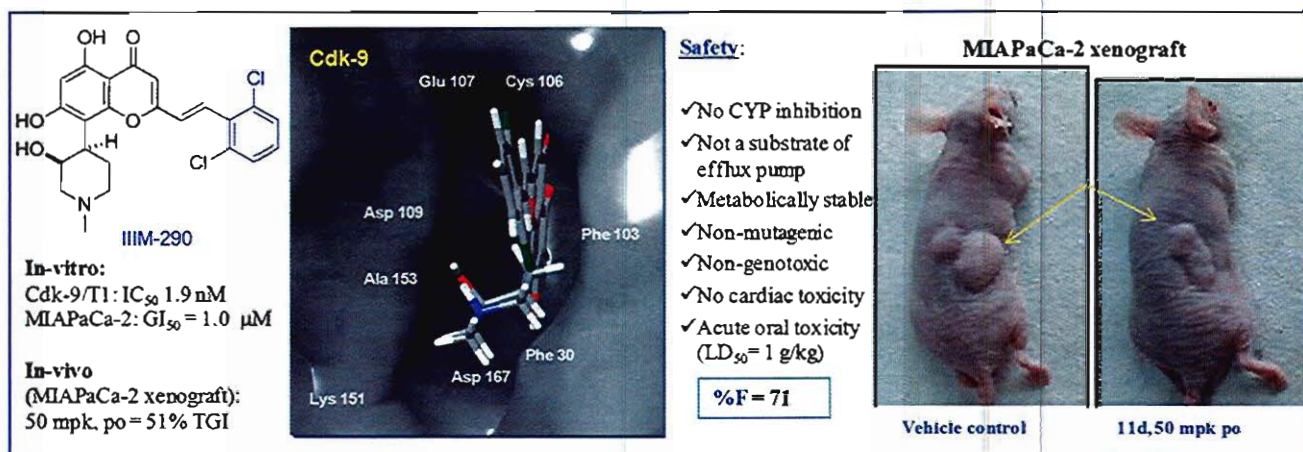 OH
O
Cl
HO
O
HO
Cl
H
N
IIIM-290
In-vitro:
Cdk-9/T1: IC50 1.9 nM
MIAPaCa-2: GI50 = 1.0 μM
In-vivo
(MIAPaCa-2 xenograft):
50 mpk, po = 51% TGI
Cdk-9
Glu 107
Cys 106
Asp 109
Phe 103
Ala 153
Phe 30
Asp 167
Lys 151
Safety:
✓No CYP inhibition
✓Not a substrate of
efflux pump
✓Metabolically stable
✓Non-mutagenic
✓Non-genotoxic
✓No cardiac toxicity
✓Acute oral toxicity
(LD50 = 1 g/kg)
%F = 71
MIAPaCa-2 xenograft
Vehicle control
11d,50 mpk po